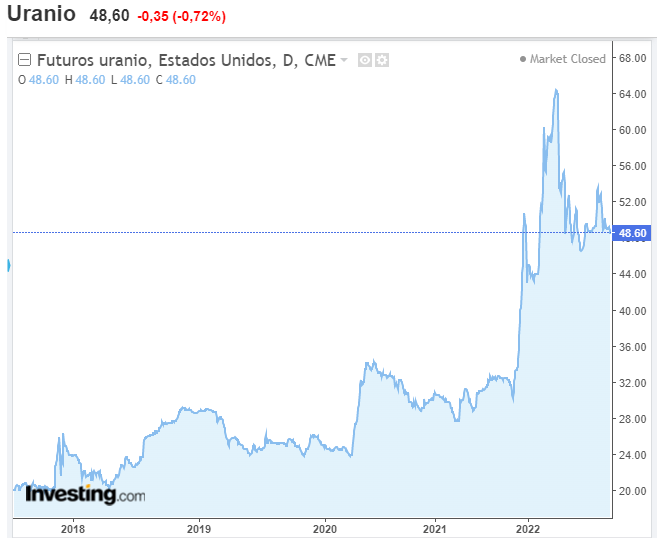 Uranio 48,60 -0,35 (-0,72%)
Futuros uranio, Estados Unidos, D, CME
Market Closed
O 48.60 H 48.60 L 48.60 C 48.60
68.00
64.00
60.00
56.00
52.00
48.60
44.00
40.00
36.00
32.00
28.00
24.00
20.00
Investing.com
2018 2019 2020 2021 2022